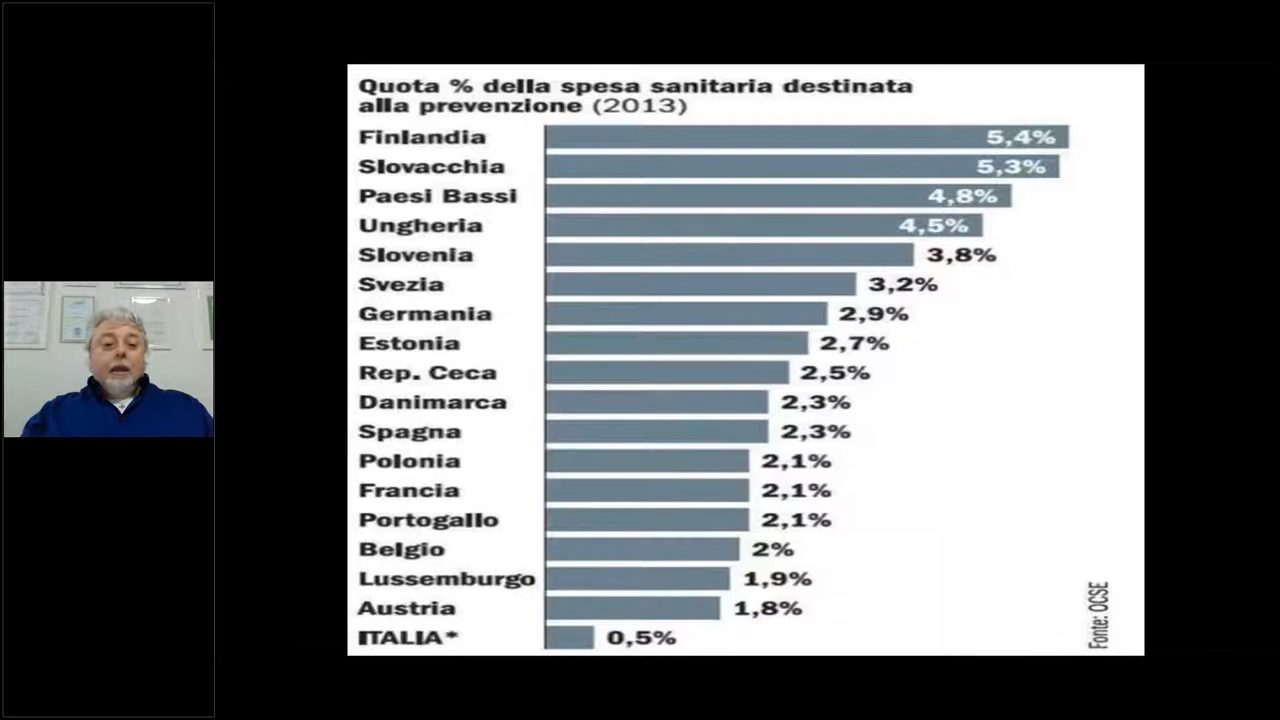 Quota % della spesa sanitaria destinata
alla prevenzione (2013)
Finlandia 5,4%
Slovacchia 5,3%
Paesi Bassi 4,8%
Ungheria 4,5%
Slovenia 3,8%
Svezia 3,2%
Germania 2,9%
Estonia 2,7%
Rep. Ceca 2,5%
Danimarca 2,3%
Spagna 2,3%
Polonia 2,1%
Francia 2,1%
Portogallo 2,1%
Belgio 2%
Lussemburgo 1,9%
Austria 1,8%
ITALIA* 0,5%
Fonte: OCSE